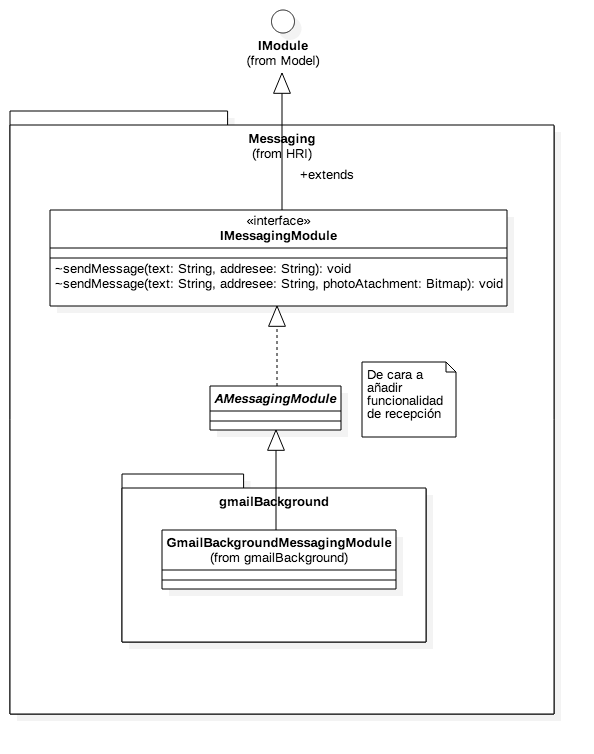 IModule
(from Model)
Messaging
(from HRI)
+extends
«interface»
IMessagingModule
~sendMessage(text: String, addresee: String): void
~sendMessage(text: String, addresee: String, photoAtachment: Bitmap): void
AMessagingModule
De cara a
añadir
funcionalidad
de recepción
gmailBackground
GmailBackgroundMessagingModule
(from gmailBackground)